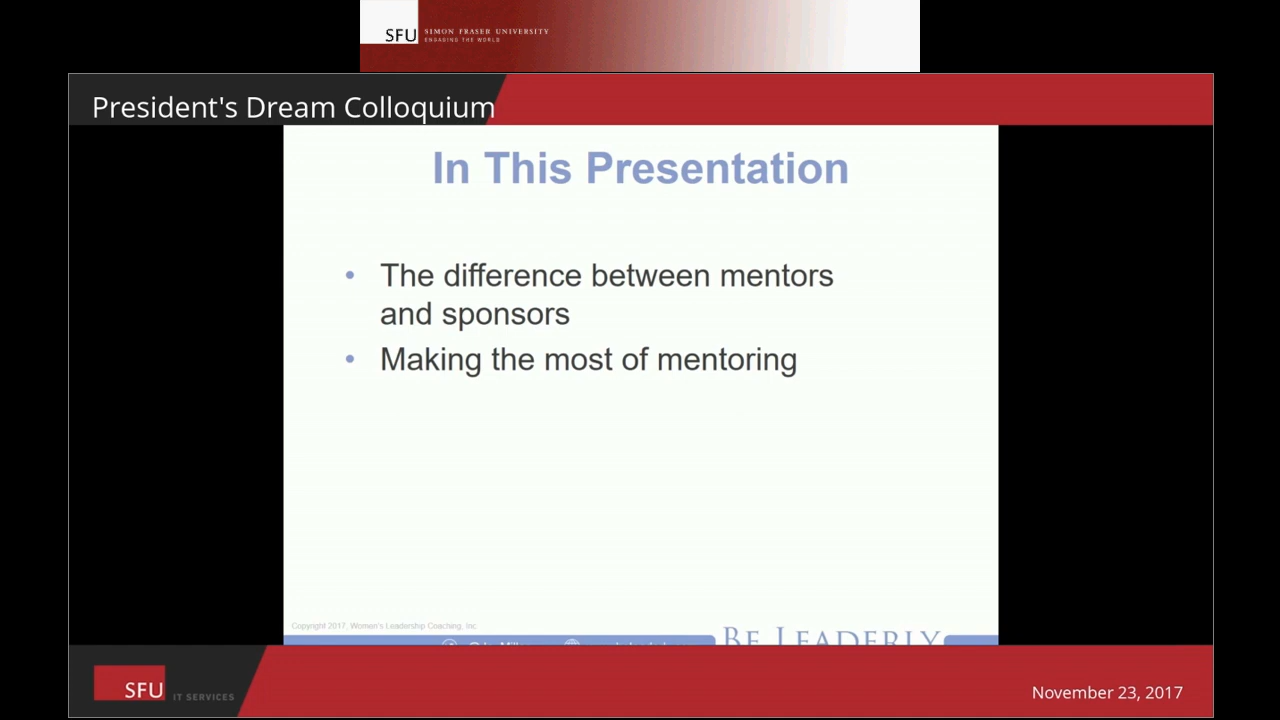 SFU SIMON FRASER UNIVERSITY
ENGAGING THE WORLD
President's Dream Colloquium
In This Presentation
• The difference between mentors
and sponsors
• Making the most of mentoring
Copyright 2017, Women's Leadership Coaching, Inc
BE LEADERLY
SFU IT SERVICES
November 23, 2017